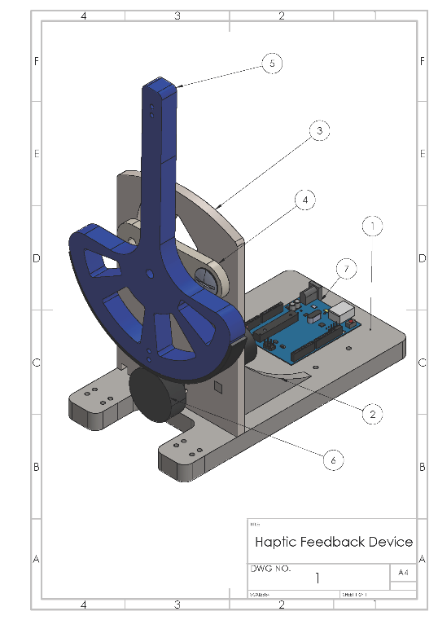 4 3 2
F F
5
3
E E
4
1
D D
7
C C
2
6
B B
Haptic Feedback Device
DWG NO.
1
A4
A A
4 3 2 1